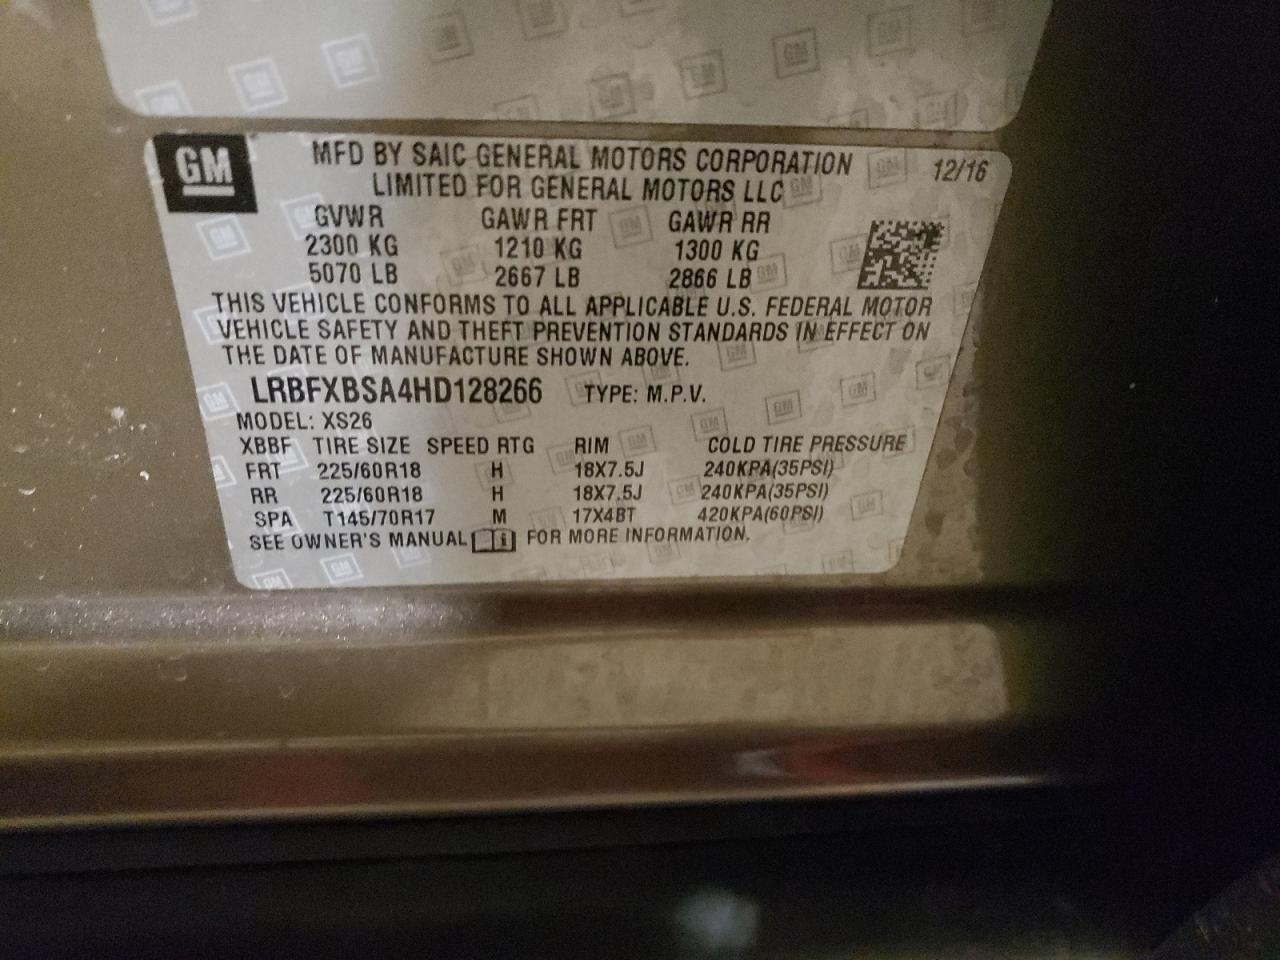 GM
MFD BY SAIC GENERAL MOTORS CORPORATION 12/16
LIMITED FOR GENERAL MOTORS LLC
GVWR GAWR FRT GAWR RR
2300 KG 1210 KG 1300 KG
5070 LB 2667 LB 2866 LB
THIS VEHICLE CONFORMS TO ALL APPLICABLE U.S. FEDERAL MOTOR
VEHICLE SAFETY AND THEFT PREVENTION STANDARDS IN EFFECT ON
THE DATE OF MANUFACTURE SHOWN ABOVE.
LRBFXBSA4HD128266 TYPE: M.P.V.
MODEL: XS26
XBBF TIRE SIZE SPEED RTG RIM COLD TIRE PRESSURE
FRT 225/60R18 H 18X7.5J 240KPA(35PSI)
RR 225/60R18 H 18X7.5J 240KPA(35PSI)
SPA T145/70R17 M 17X4BT 420KPA(60PSI)
SEE OWNER'S MANUAL i FOR MORE INFORMATION.